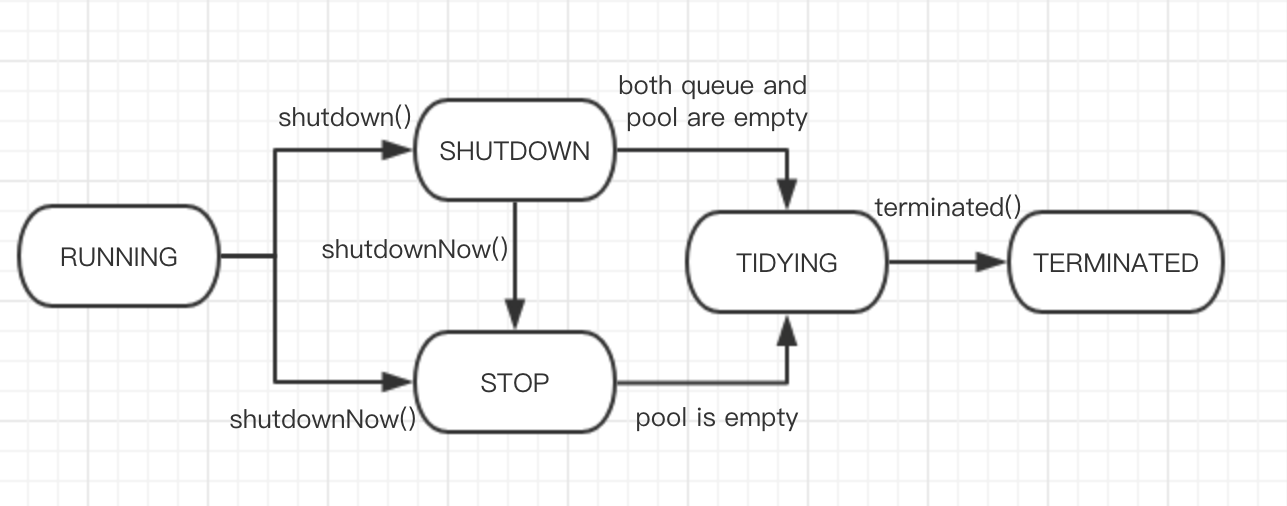 both queue and
pool are empty
shutdown()
SHUTDOWN
terminated()
shutdownNow()
RUNNING
TIDYING
TERMINATED
STOP
shutdownNow()
pool is empty